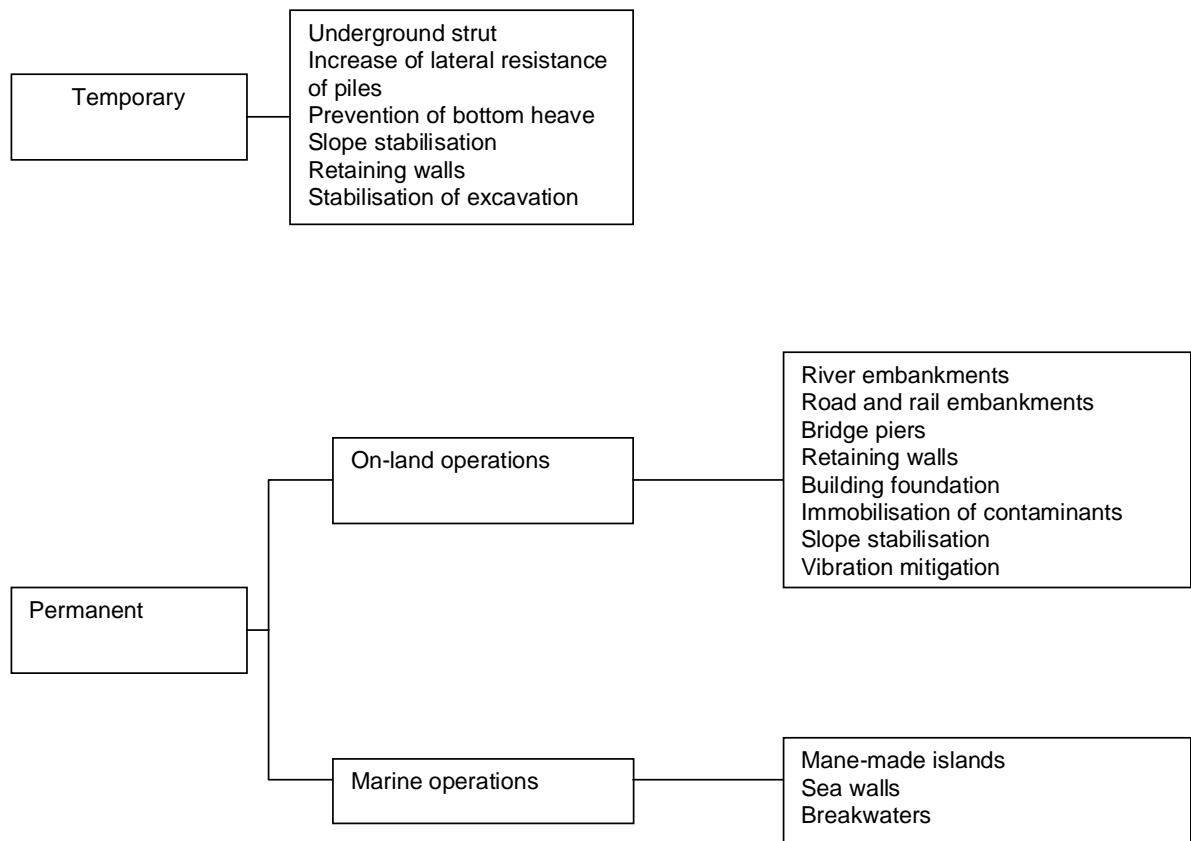 Temporary
Underground strut
Increase of lateral resistance
of piles
Prevention of bottom heave
Slope stabilisation
Retaining walls
Stabilisation of excavation
Permanent
On-land operations
River embankments
Road and rail embankments
Bridge piers
Retaining walls
Building foundation
Immobilisation of contaminants
Slope stabilisation
Vibration mitigation
Marine operations
Mane-made islands
Sea walls
Breakwaters